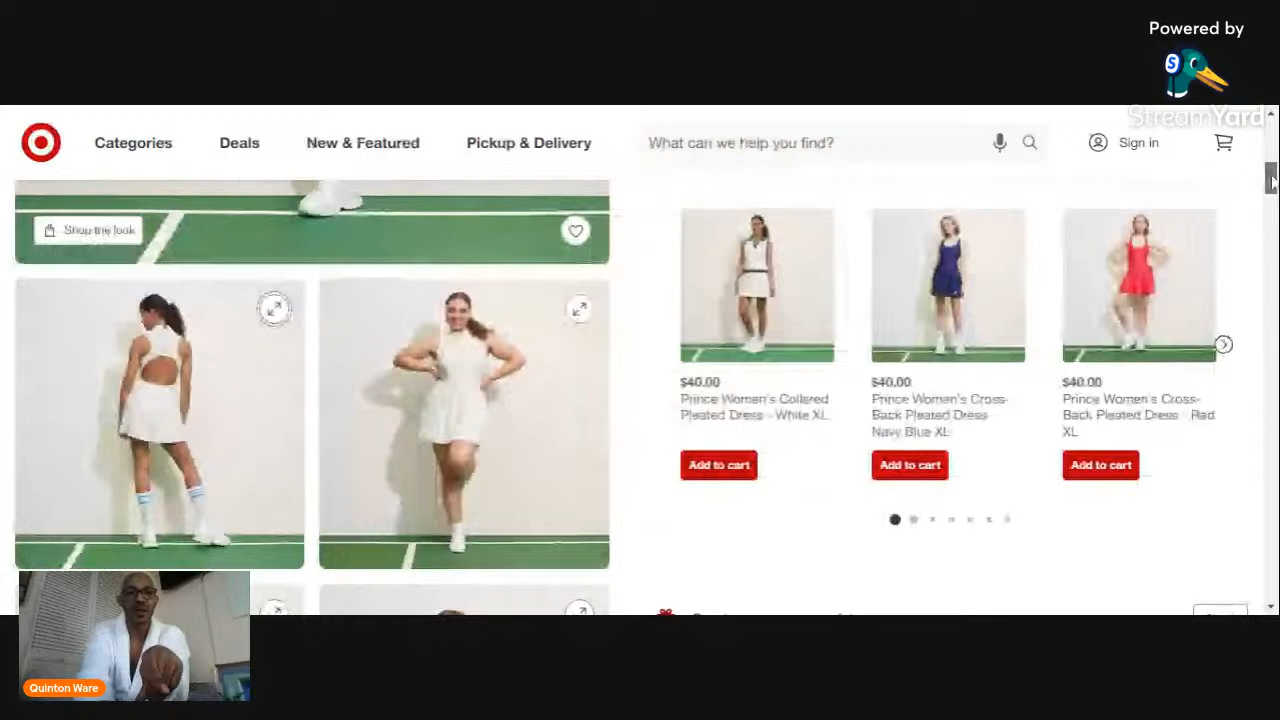 Powered by
S
StreamYard
Categories
Deals
New & Featured
Pickup & Delivery
What can we help you find?
Sign in
Shop the look
$40.00
Prince Women's Collared
Pleated Dress - White XL
Add to cart
$40.00
Prince Women's Cross-
Back Pleated Dress -
Navy Blue XL
Add to cart
$40.00
Prince Women's Cross-
Back Pleated Dress - Red
XL
Add to cart
Quinton Ware